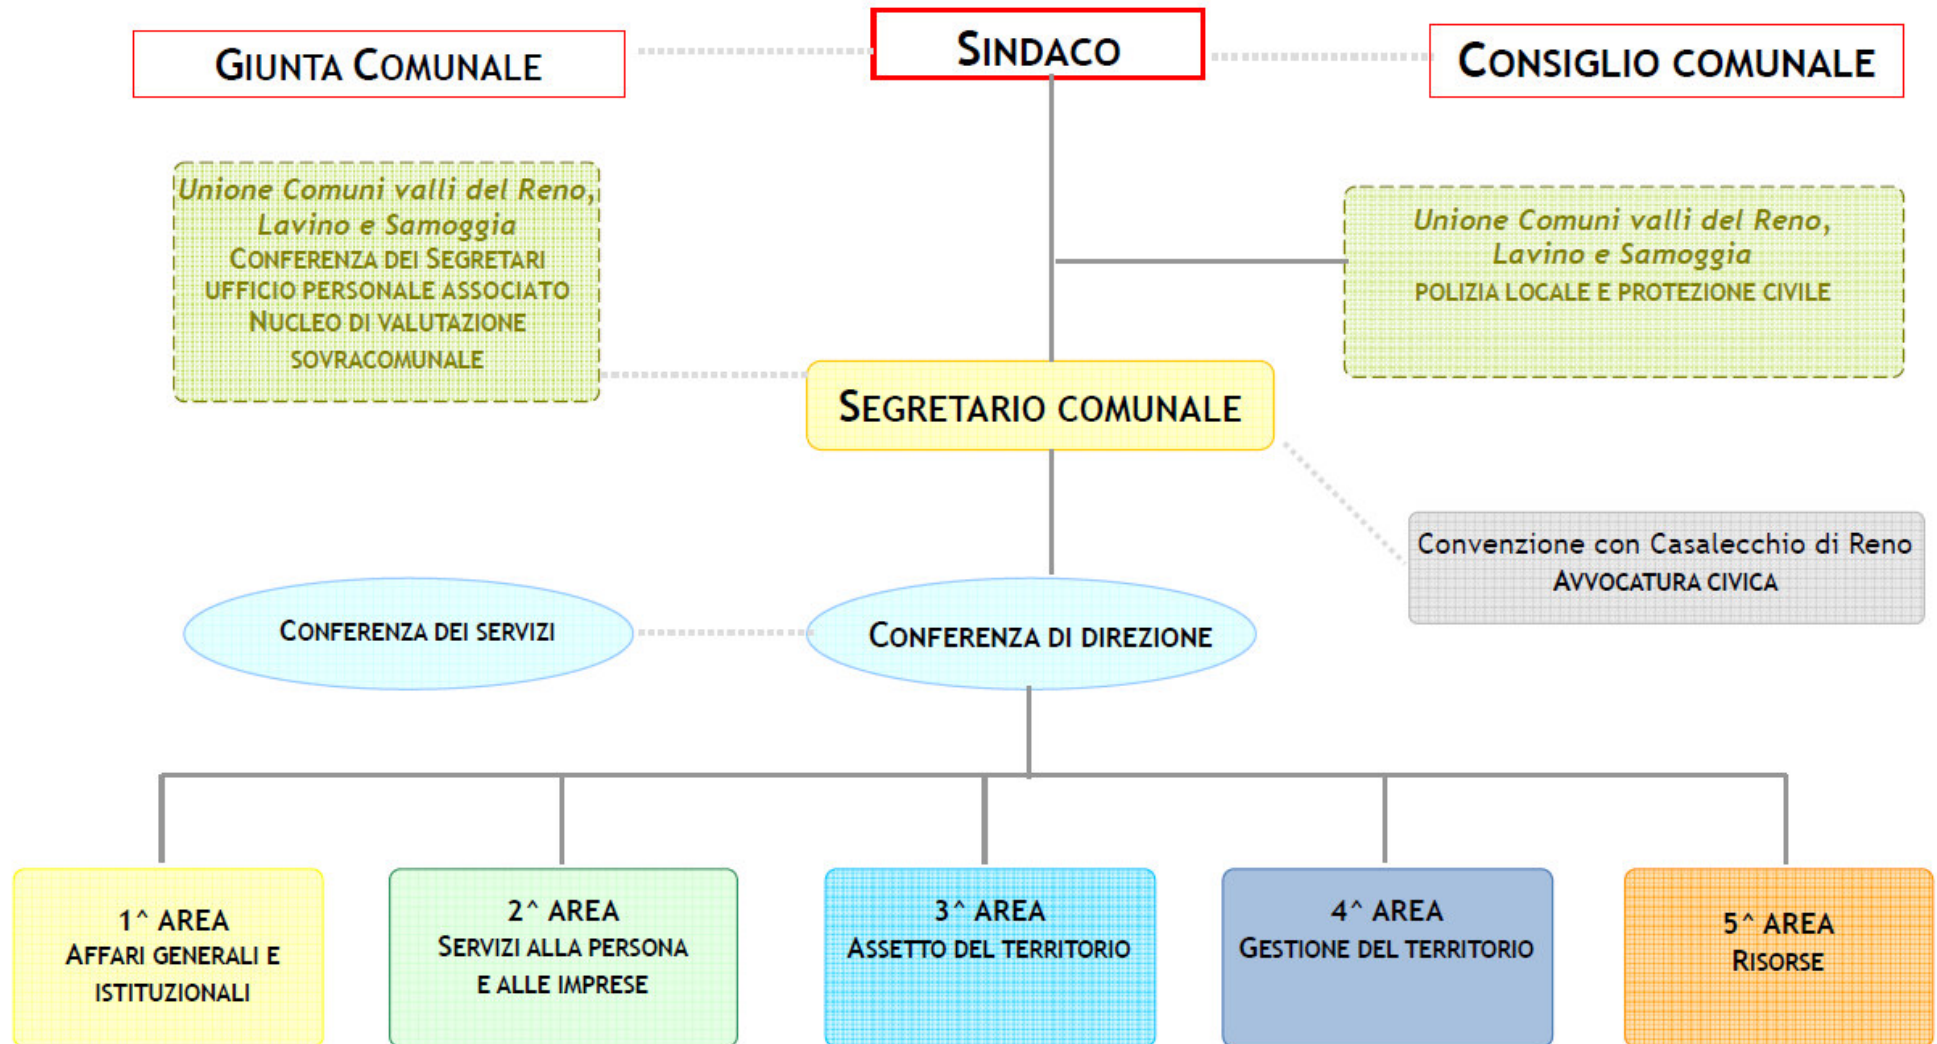 GIUNTA COMUNALE
SINDACO
CONSIGLIO COMUNALE
Unione Comuni valli del Reno,
Lavino e Samoggia
CONFERENZA DEI SEGRETARI
UFFICIO PERSONALE ASSOCIATO
NUCLEO DI VALUTAZIONE
SOVRACOMUNALE
Unione Comuni valli del Reno,
Lavino e Samoggia
POLIZIA LOCALE E PROTEZIONE CIVILE
SEGRETARIO COMUNALE
Convenzione con Casalecchio di Reno
AVVOCATURA CIVICA
CONFERENZA DEI SERVIZI
CONFERENZA DI DIREZIONE
1^ AREA
AFFARI GENERALI E
ISTITUZIONALI
2^ AREA
SERVIZI ALLA PERSONA
E ALLE IMPRESE
3^ AREA
ASSETTO DEL TERRITORIO
4^ AREA
GESTIONE DEL TERRITORIO
5^ AREA
RISORSE